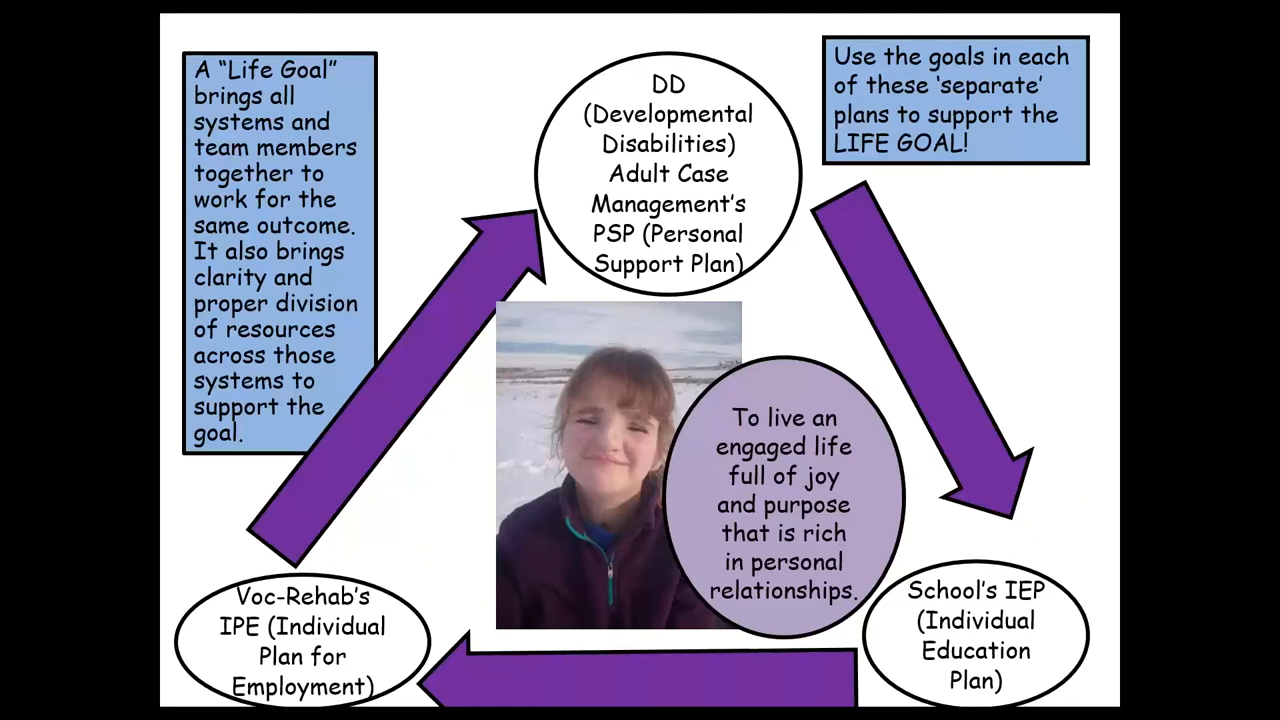 A “Life Goal”
brings all
systems and
team members
together to
work for the
same outcome.
It also brings
clarity and
proper division
of resources
across those
systems to
support the
goal.
DD
(Developmental
Disabilities)
Adult Case
Management’s
PSP (Personal
Support Plan)
Use the goals in each
of these ‘separate’
plans to support the
LIFE GOAL!
To live an
engaged life
full of joy
and purpose
that is rich
in personal
relationships.
Voc-Rehab’s
IPE (Individual
Plan for
Employment)
School’s IEP
(Individual
Education
Plan)